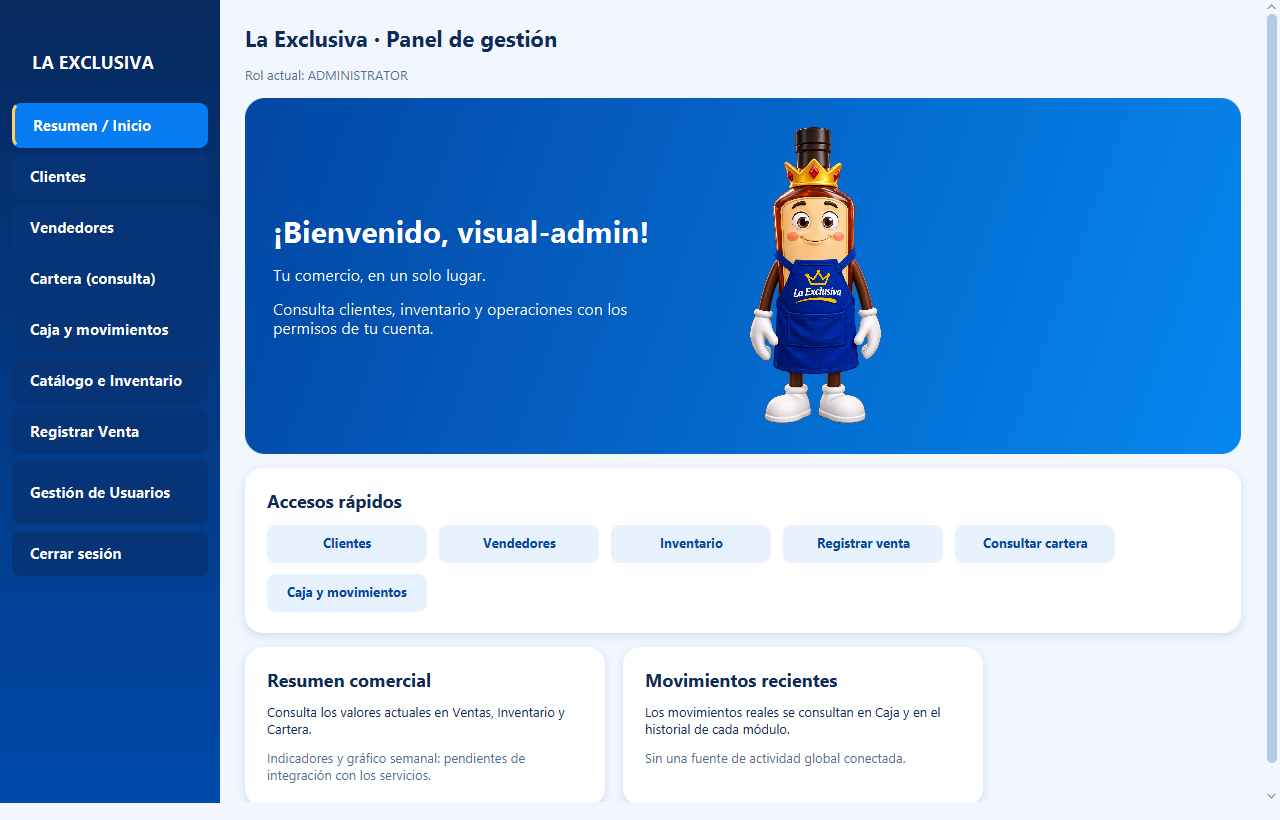 LA EXCLUSIVA
Resumen / Inicio
Clientes
Vendedores
Cartera (consulta)
Caja y movimientos
Catálogo e Inventario
Registrar Venta
Gestión de Usuarios
Cerrar sesión
La Exclusiva · Panel de gestión
Rol actual: ADMINISTRATOR
¡Bienvenido, visual-admin!
Tu comercio, en un solo lugar.
Consulta clientes, inventario y operaciones con los
permisos de tu cuenta.
La Exclusiva
Accesos rápidos
Clientes
Vendedores
Inventario
Registrar venta
Consultar cartera
Caja y movimientos
Resumen comercial
Consulta los valores actuales en Ventas, Inventario y
Cartera.
Indicadores y gráfico semanal: pendientes de
integración con los servicios.
Movimientos recientes
Los movimientos reales se consultan en Caja y en el
historial de cada módulo.
Sin una fuente de actividad global conectada.